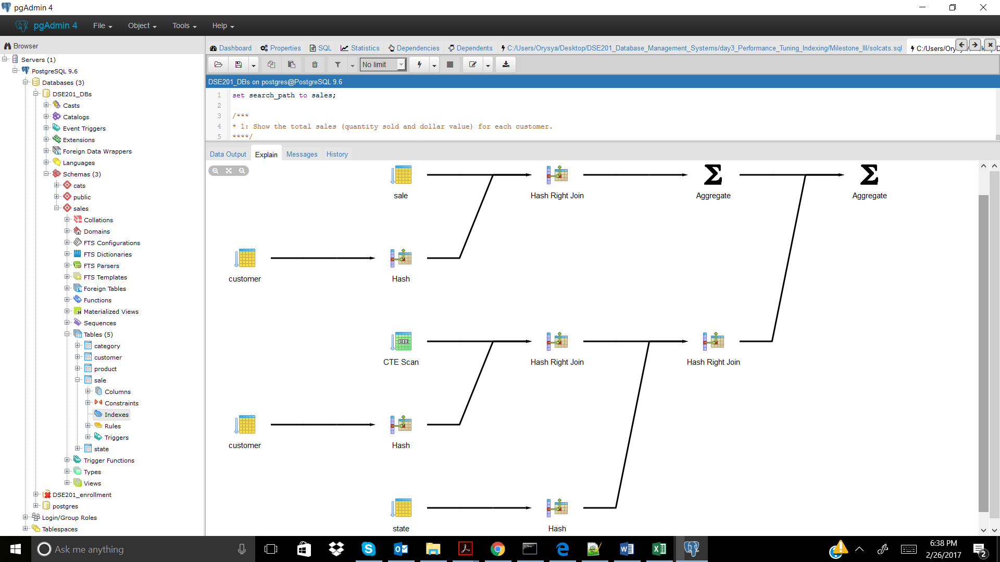 pgAdmin 4
pgAdmin 4 File Object Tools Help
Browser
Dashboard Properties SQL Statistics Dependencies Dependents C:/Users/Orysya/Desktop/DSE201_Database_Management_Systems/day3_Performance_Tuning_Indexing/Milestone_III/solcats.sql C:/Users/Ory
No limit
DSE201_DBs on postgres@PostgreSQL 9.6
1 set search_path to sales;
2
3 /***
4 * 1: Show the total sales (quantity sold and dollar value) for each customer.
5 ****/
Data Output Explain Messages History
Servers (1)
PostgreSQL 9.6
Databases (3)
DSE201_DBs
Casts
Catalogs
Event Triggers
Extensions
Foreign Data Wrappers
Languages
Schemas (3)
cats
public
sales
Collations
Domains
FTS Configurations
FTS Dictionaries
FTS Parsers
FTS Templates
Foreign Tables
Functions
Materialized Views
Sequences
Tables (5)
category
customer
product
sale
Columns
Constraints
Indexes
Rules
Triggers
state
Trigger Functions
Types
Views
DSE201_enrollment
postgres
Login/Group Roles
Tablespaces
Σ Σ
sale Hash Right Join Aggregate Aggregate
customer Hash
CTE
CTE Scan Hash Right Join Hash Right Join
customer Hash
state Hash
Ask me anything
6:38 PM
2/26/2017
2